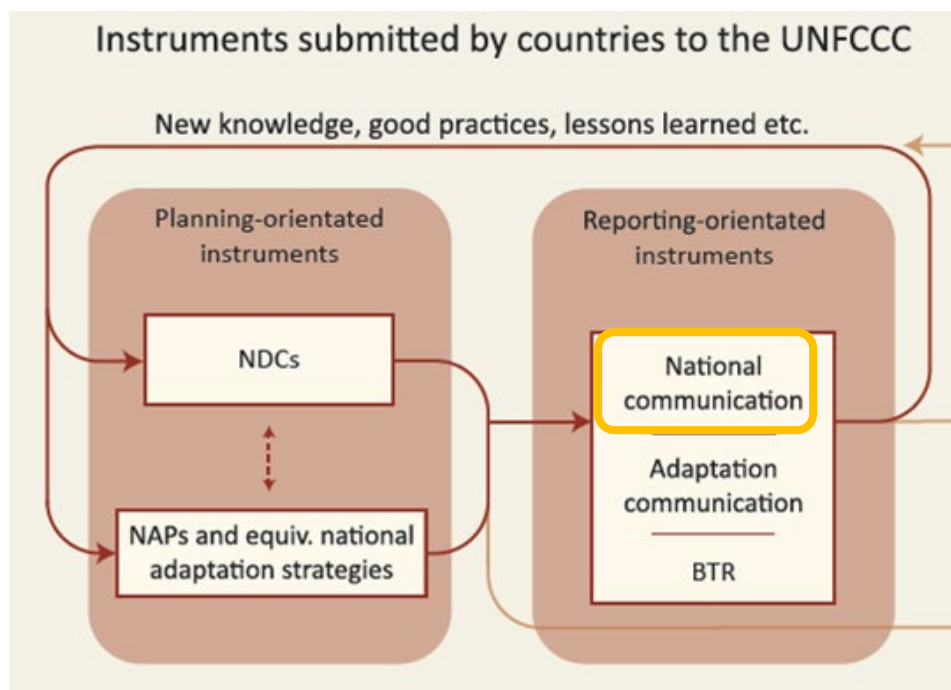 Instruments submitted by countries to the UNFCCC
New knowledge, good practices, lessons learned etc.
Planning-orientated
instruments
NDCs
NAPs and equiv. national
adaptation strategies
Reporting-orientated
instruments
National
communication
Adaptation
communication
BTR